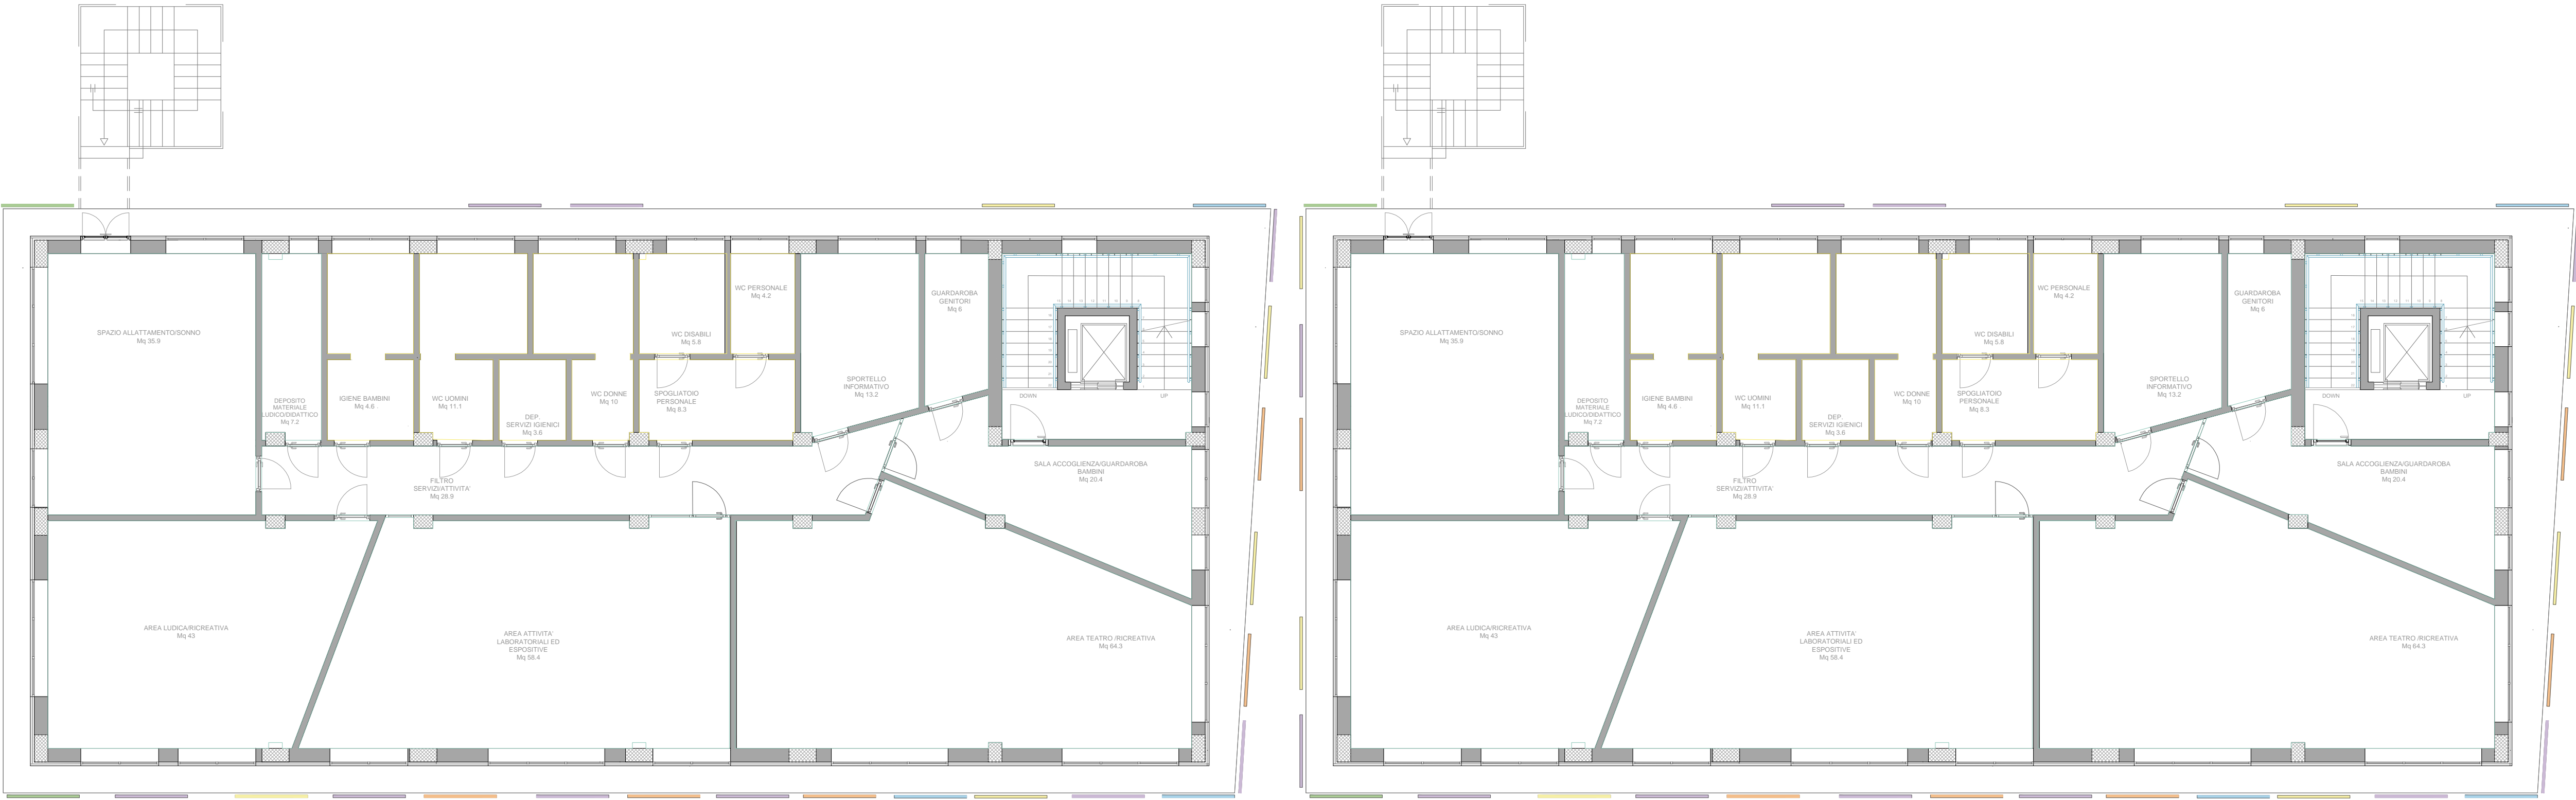 SPAZIO ALLATTAMENTO/SONNO
Mq 35.9
DEPOSITO
MATERIALE
LUDICO/DIDATTICO
Mq 7.2
IGIENE BAMBINI
Mq 4.6
WC UOMINI
Mq 11.1
DEP.
SERVIZI IGIENICI
Mq 3.6
WC DONNE
Mq 10
WC DISABILI
Mq 5.8
WC PERSONALE
Mq 4.2
SPOGLIATOIO
PERSONALE
Mq 8.3
SPORTELLO
INFORMATIVO
Mq 13.2
GUARDAROBA
GENITORI
Mq 6
DOWN
UP
SALA ACCOGLIENZA/GUARDAROBA
BAMBINI
Mq 20.4
FILTRO
SERVIZI/ATTIVITA'
Mq 28.9
AREA LUDICA/RICREATIVA
Mq 43
AREA ATTIVITA'
LABORATORIALI ED
ESPOSITIVE
Mq 58.4
AREA TEATRO /RICREATIVA
Mq 64.3
SPAZIO ALLATTAMENTO/SONNO
Mq 35.9
DEPOSITO
MATERIALE
LUDICO/DIDATTICO
Mq 7.2
IGIENE BAMBINI
Mq 4.6
WC UOMINI
Mq 11.1
DEP.
SERVIZI IGIENICI
Mq 3.6
WC DONNE
Mq 10
WC DISABILI
Mq 5.8
WC PERSONALE
Mq 4.2
SPOGLIATOIO
PERSONALE
Mq 8.3
SPORTELLO
INFORMATIVO
Mq 13.2
GUARDAROBA
GENITORI
Mq 6
DOWN
UP
SALA ACCOGLIENZA/GUARDAROBA
BAMBINI
Mq 20.4
FILTRO
SERVIZI/ATTIVITA'
Mq 28.9
AREA LUDICA/RICREATIVA
Mq 43
AREA ATTIVITA'
LABORATORIALI ED
ESPOSITIVE
Mq 58.4
AREA TEATRO /RICREATIVA
Mq 64.3